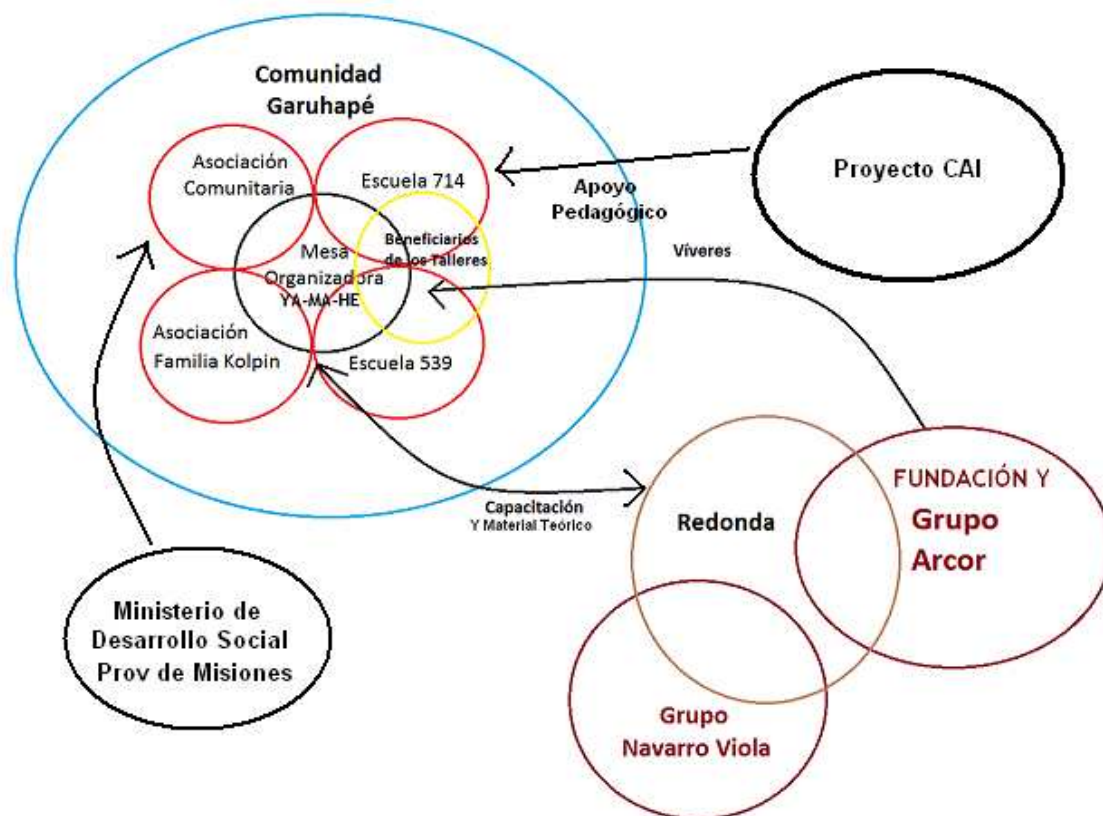 Comunidad
Garuhapé
Asociación
Comunitaria
Escuela 714
Beneficiarios
de los Talleres
Mesa
Organizadora
YA-MA-HE
Asociación
Familia Kolpin
Escuela 539
Apoyo
Pedagógico
Proyecto CAI
Víveres
Capacitación
Y Material Teórico
Redonda
FUNDACIÓN Y
Grupo
Arcor
Ministerio de
Desarrollo Social
Prov de Misiones
Grupo
Navarro Viola